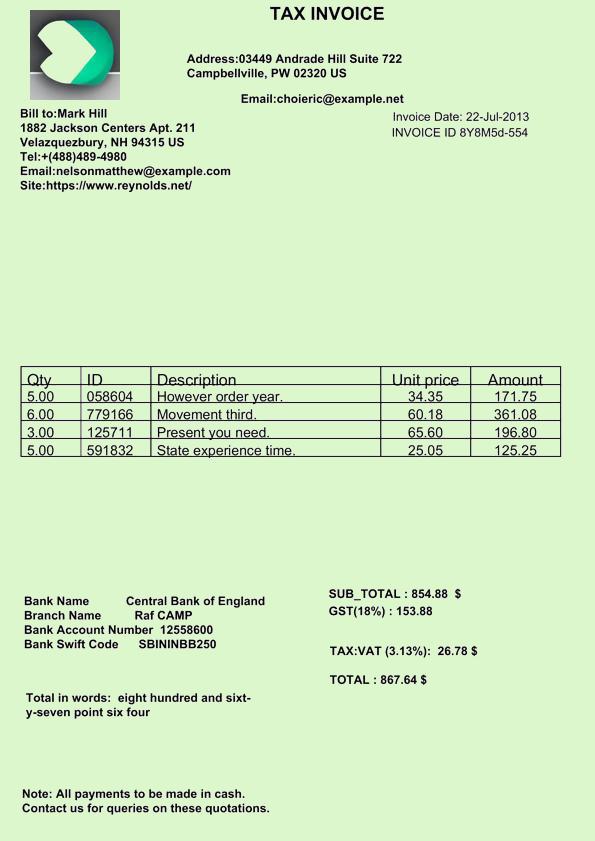 TAX INVOICE
Address:03449 Andrade Hill Suite 722
Campbellville, PW 02320 US
Email:choieric@example.net
Bill to:Mark Hill
1882 Jackson Centers Apt. 211
Velazquezbury, NH 94315 US
Tel:+(488)489-4980
Email:nelsonmatthew@example.com
Site:https://www.reynolds.net/
Invoice Date: 22-Jul-2013
INVOICE ID 8Y8M5d-554
Qty ID Description Unit price Amount
5.00 058604 However order year. 34.35 171.75
6.00 779166 Movement third. 60.18 361.08
3.00 125711 Present you need. 65.60 196.80
5.00 591832 State experience time. 25.05 125.25
SUB_TOTAL : 854.88 $
GST(18%) : 153.88
TAX:VAT (3.13%): 26.78 $
TOTAL : 867.64 $
Bank Name Central Bank of England
Branch Name Raf CAMP
Bank Account Number 12558600
Bank Swift Code SBININBB250
Total in words: eight hundred and sixt-
y-seven point six four
Note: All payments to be made in cash.
Contact us for queries on these quotations.